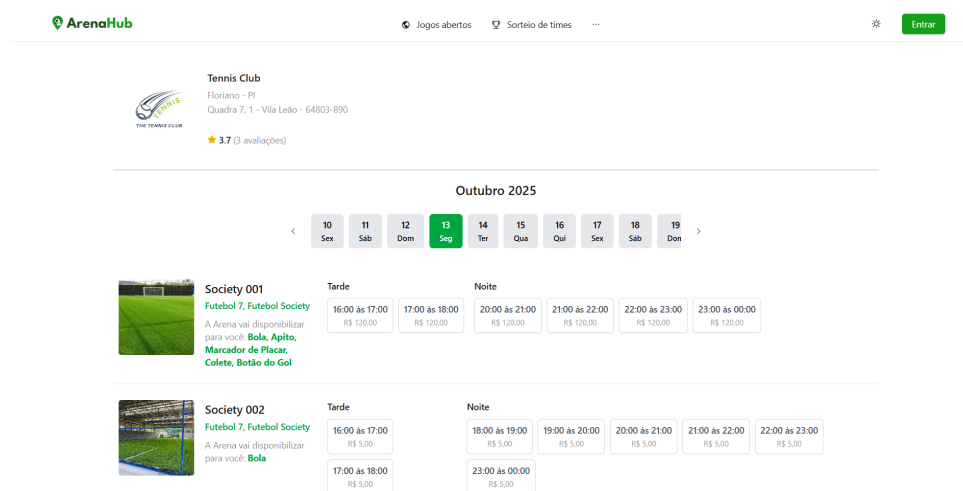 ArenaHub
Jogos abertos
Sorteio de times
...
Entrar
TENNIS
THE TENNIS CLUB
Tennis Club
Floriano - PI
Quadra 7, 1 - Vila Leão - 64803-890
3.7 (3 avaliações)
Outubro 2025
10 11 12 13 14 15 16 17 18 19
Sex Sáb Dom Seg Ter Qua Qui Sex Sáb Dom
Society 001
Futebol 7, Futebol Society
A Arena vai disponibilizar
para você: Bola, Apito,
Marcador de Placar,
Colete, Botão do Gol
Tarde
16:00 às 17:00 17:00 às 18:00
R$ 120,00 R$ 120,00
Noite
20:00 às 21:00 21:00 às 22:00 22:00 às 23:00 23:00 às 00:00
R$ 120,00 R$ 120,00 R$ 120,00 R$ 120,00
Society 002
Futebol 7, Futebol Society
A Arena vai disponibilizar
para você: Bola
Tarde
16:00 às 17:00
R$ 5,00
17:00 às 18:00
R$ 5,00
Noite
18:00 às 19:00 19:00 às 20:00 20:00 às 21:00 21:00 às 22:00 22:00 às 23:00
R$ 5,00 R$ 5,00 R$ 5,00 R$ 5,00 R$ 5,00
23:00 às 00:00
R$ 5,00